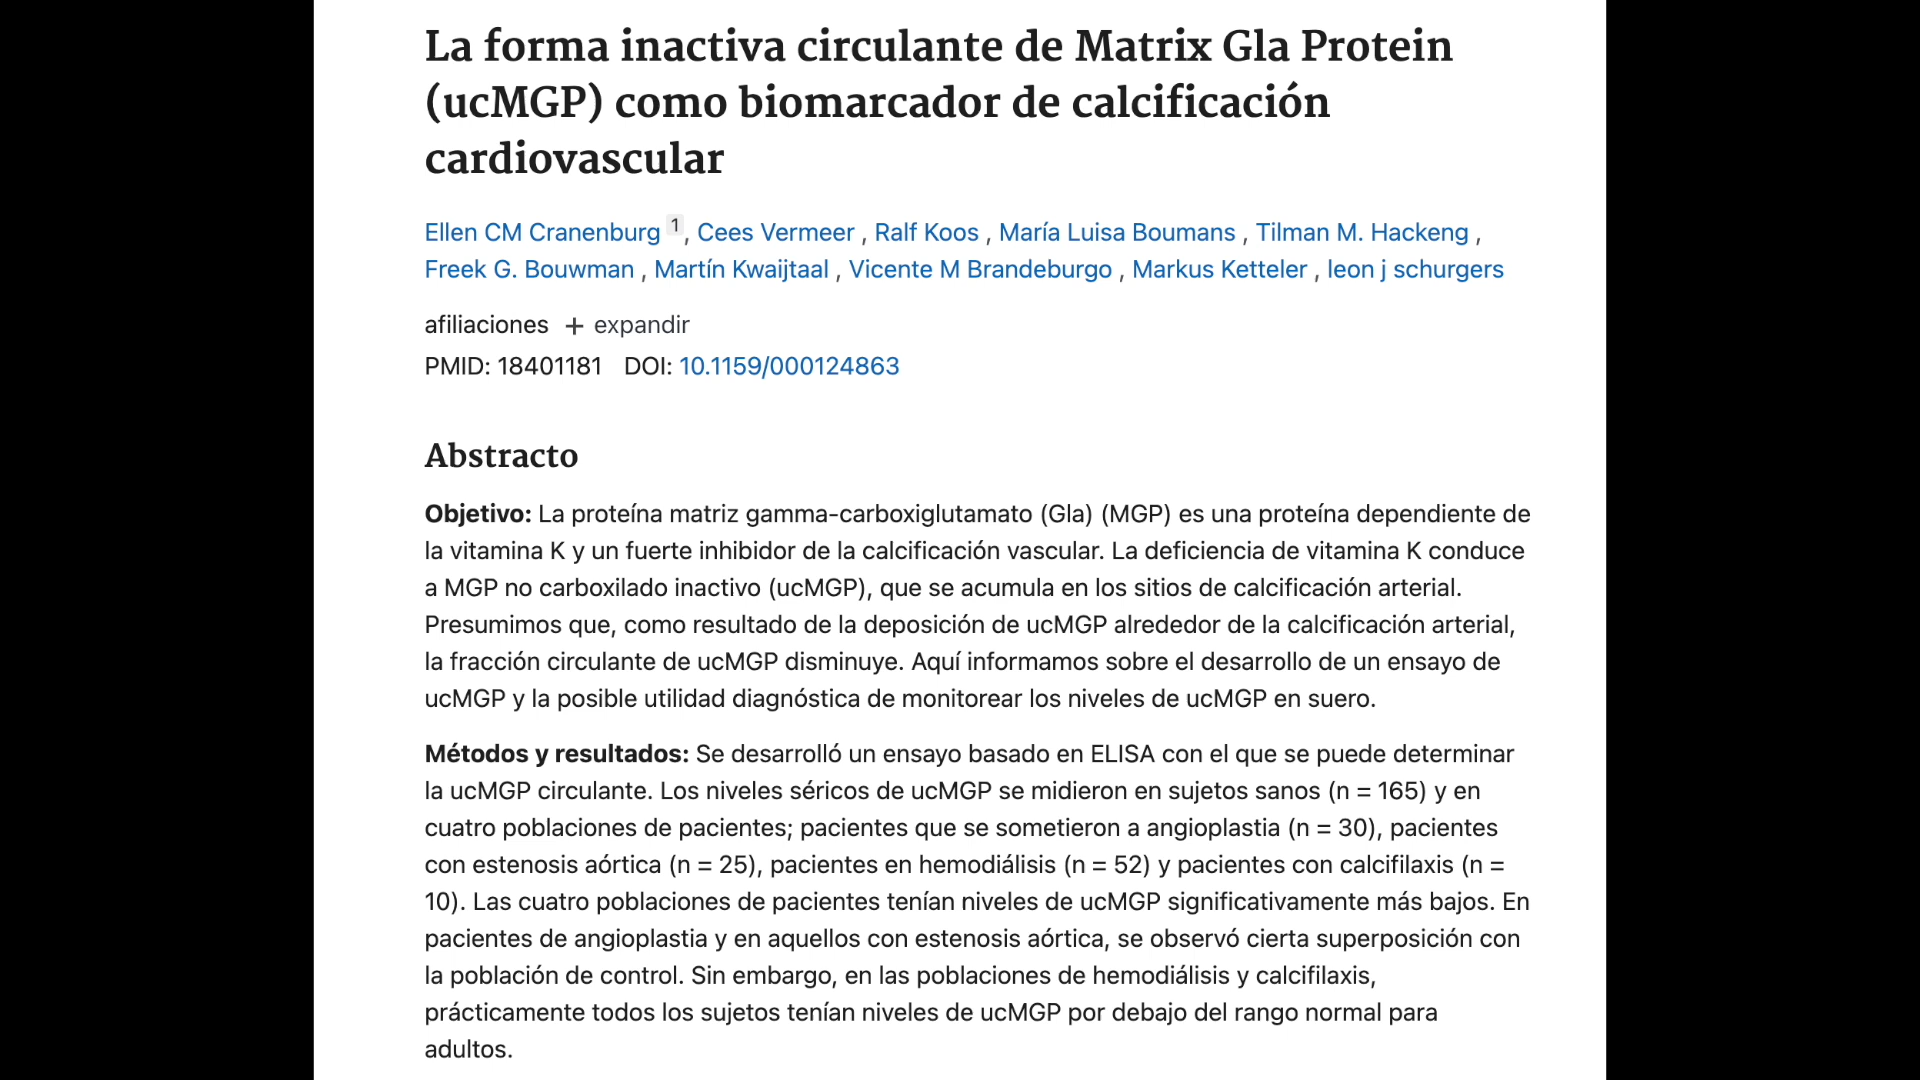 La forma inactiva circulante de Matrix Gla Protein
(ucMGP) como biomarcador de calcificación
cardiovascular
Ellen CM Cranenburg 1 , Cees Vermeer , Ralf Koos , María Luisa Boumans , Tilman M. Hackeng ,
Freek G. Bouwman , Martín Kwaijtaal , Vicente M Brandeburgo , Markus Ketteler , leon j schurgers
afiliaciones + expandir
PMID: 18401181 DOI: 10.1159/000124863
Abstracto
Objetivo: La proteína matriz gamma-carboxiglutamato (Gla) (MGP) es una proteína dependiente de
la vitamina K y un fuerte inhibidor de la calcificación vascular. La deficiencia de vitamina K conduce
a MGP no carboxilado inactivo (ucMGP), que se acumula en los sitios de calcificación arterial.
Presumimos que, como resultado de la deposición de ucMGP alrededor de la calcificación arterial,
la fracción circulante de ucMGP disminuye. Aquí informamos sobre el desarrollo de un ensayo de
ucMGP y la posible utilidad diagnóstica de monitorear los niveles de ucMGP en suero.
Métodos y resultados: Se desarrolló un ensayo basado en ELISA con el que se puede determinar
la ucMGP circulante. Los niveles séricos de ucMGP se midieron en sujetos sanos (n = 165) y en
cuatro poblaciones de pacientes; pacientes que se sometieron a angioplastia (n = 30), pacientes
con estenosis aórtica (n = 25), pacientes en hemodiálisis (n = 52) y pacientes con calcifilaxis (n =
10). Las cuatro poblaciones de pacientes tenían niveles de ucMGP significativamente más bajos. En
pacientes de angioplastia y en aquellos con estenosis aórtica, se observó cierta superposición con
la población de control. Sin embargo, en las poblaciones de hemodiálisis y calcifilaxis,
prácticamente todos los sujetos tenían niveles de ucMGP por debajo del rango normal para
adultos.